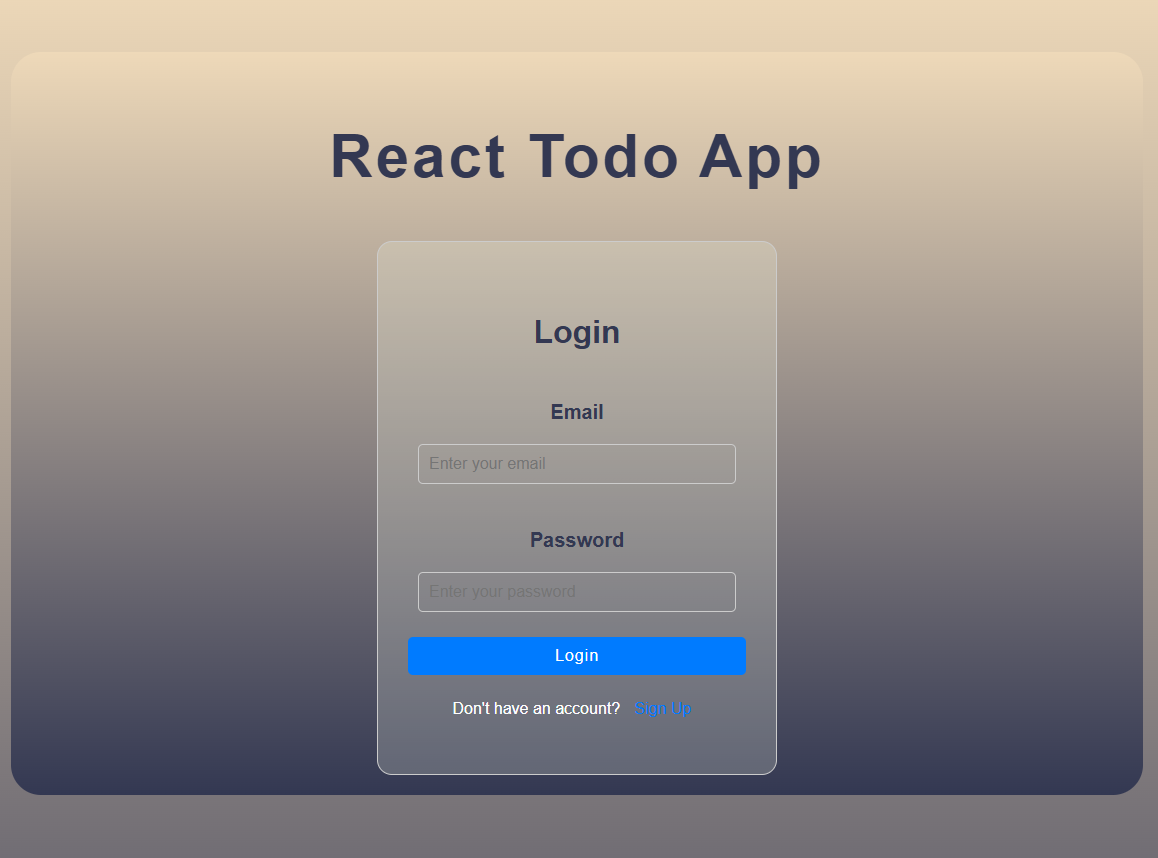 React Todo App
Login
Email
Enter your email
Password
Enter your password
Login
Don't have an account? Sign Up